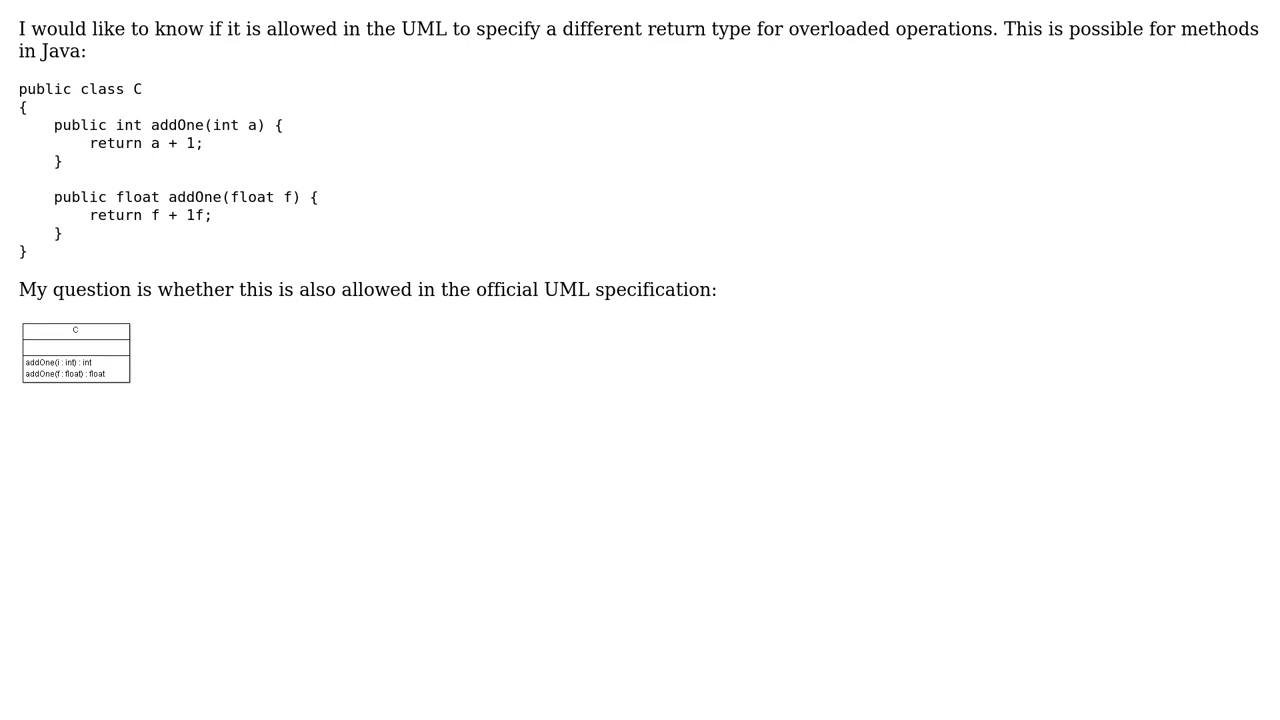 I would like to know if it is allowed in the UML to specify a different return type for overloaded operations. This is possible for methods
in Java:
public class C
{
    public int addOne(int a) {
        return a + 1;
    }
    public float addOne(float f) {
        return f + 1f;
    }
}
My question is whether this is also allowed in the official UML specification:
C
addOne(i : int) : int
addOne(f : float) : float